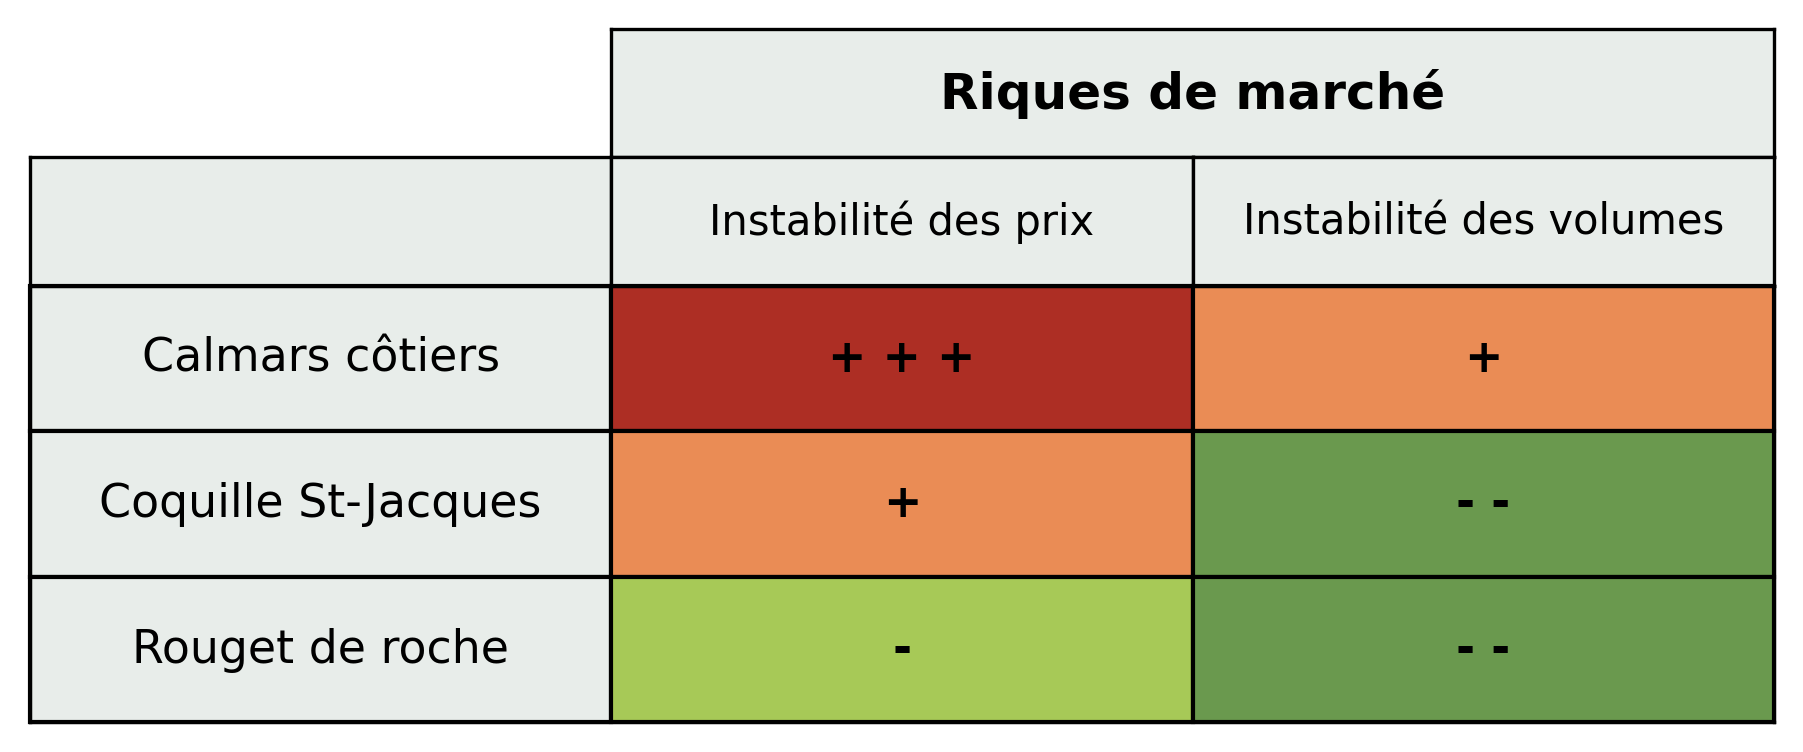 Riques de marché
Instabilité des prix Instabilité des volumes
Calmars côtiers + + + +
Coquille St-Jacques + - -
Rouget de roche - - -